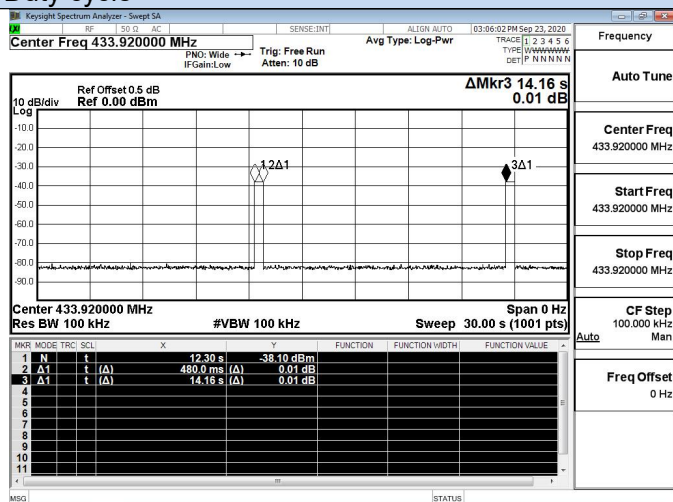 Duty cycle
Keysight Spectrum Analyzer - Swept SA
RF 50 Ω AC SENSE:INT ALIGN AUTO 03:06:02 PM Sep 23, 2020
Center Freq 433.920000 MHz
PNO: Wide
IFGain:Low
Trig: Free Run
Atten: 10 dB
Avg Type: Log-Pwr
TRACE 1 2 3 4 5 6
TYPE WWWWWW
DET P N N N N N
Ref Offset 0.5 dB
Ref 0.00 dBm
10 dB/div
Log
ΔMkr3 14.16 s
0.01 dB
-10.0
-20.0
-30.0
-40.0
-50.0
-60.0
-70.0
-80.0
-90.0
1 2Δ1
3Δ1
Center 433.920000 MHz
Span 0 Hz
Res BW 100 kHz #VBW 100 kHz Sweep 30.00 s (1001 pts)
MKR MODE TRC SCL X Y FUNCTION FUNCTION WIDTH FUNCTION VALUE
1 N t 12.30 s -38.10 dBm
2 Δ1 t (Δ) 480.0 ms (Δ) 0.01 dB
3 Δ1 t (Δ) 14.16 s (Δ) 0.01 dB
4
5
6
7
8
9
10
11
MSG STATUS
Frequency
Auto Tune
Center Freq
433.920000 MHz
Start Freq
433.920000 MHz
Stop Freq
433.920000 MHz
CF Step
100.000 kHz
Auto Man
Freq Offset
0 Hz